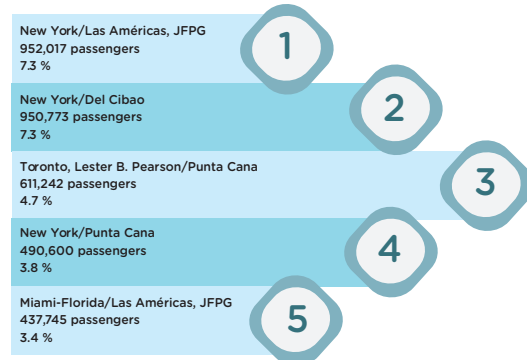 New York/Las Américas, JFPG
952,017 passengers
7.3 %
1
New York/Del Cibao
950,773 passengers
7.3 %
2
Toronto, Lester B. Pearson/Punta Cana
611,242 passengers
4.7 %
3
New York/Punta Cana
490,600 passengers
3.8 %
4
Miami-Florida/Las Américas, JFPG
437,745 passengers
3.4 %
5